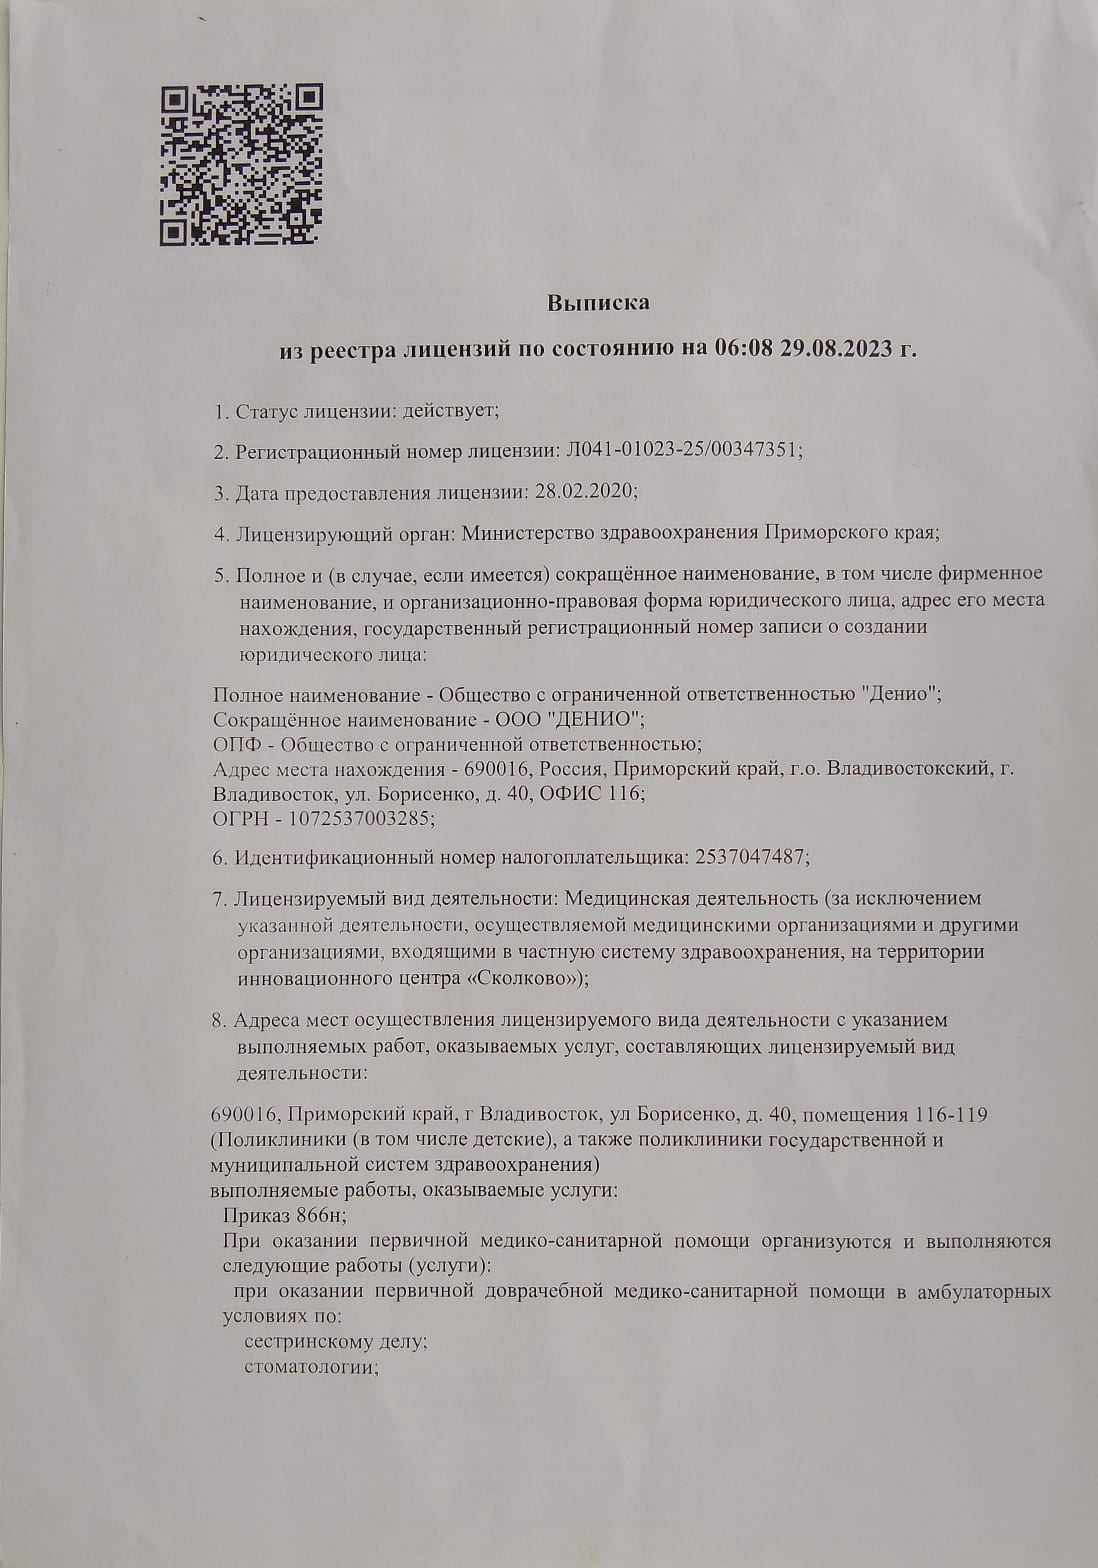 Выписка
из реестра лицензий по состоянию на 06:08 29.08.2023 г.
1. Статус лицензии: действует;
2. Регистрационный номер лицензии: Л041-01023-25/00347351;
3. Дата предоставления лицензии: 28.02.2020;
4. Лицензирующий орган: Министерство здравоохранения Приморского края;
5. Полное и (в случае, если имеется) сокращённое наименование, в том числе фирменное
наименование, и организационно-правовая форма юридического лица, адрес его места
нахождения, государственный регистрационный номер записи о создании
юридического лица:
Полное наименование - Общество с ограниченной ответственностью "Денио";
Сокращённое наименование - ООО "ДЕНИО";
ОПФ - Общество с ограниченной ответственностью;
Адрес места нахождения - 690016, Россия, Приморский край, г.о. Владивостокский, г.
Владивосток, ул. Борисенко, д. 40, ОФИС 116;
ОГРН - 1072537003285;
6. Идентификационный номер налогоплательщика: 2537047487;
7. Лицензируемый вид деятельности: Медицинская деятельность (за исключением
указанной деятельности, осуществляемой медицинскими организациями и другими
организациями, входящими в частную систему здравоохранения, на территории
инновационного центра «Сколково»);
8. Адреса мест осуществления лицензируемого вида деятельности с указанием
выполняемых работ, оказываемых услуг, составляющих лицензируемый вид
деятельности:
690016, Приморский край, г Владивосток, ул Борисенко, д. 40, помещения 116-119
(Поликлиники (в том числе детские), а также поликлиники государственной и
муниципальной систем здравоохранения)
выполняемые работы, оказываемые услуги:
Приказ 866н;
При оказании первичной медико-санитарной помощи организуются и выполняются
следующие работы (услуги):
при оказании первичной доврачебной медико-санитарной помощи в амбулаторных
условиях по:
сестринскому делу;
стоматологии;